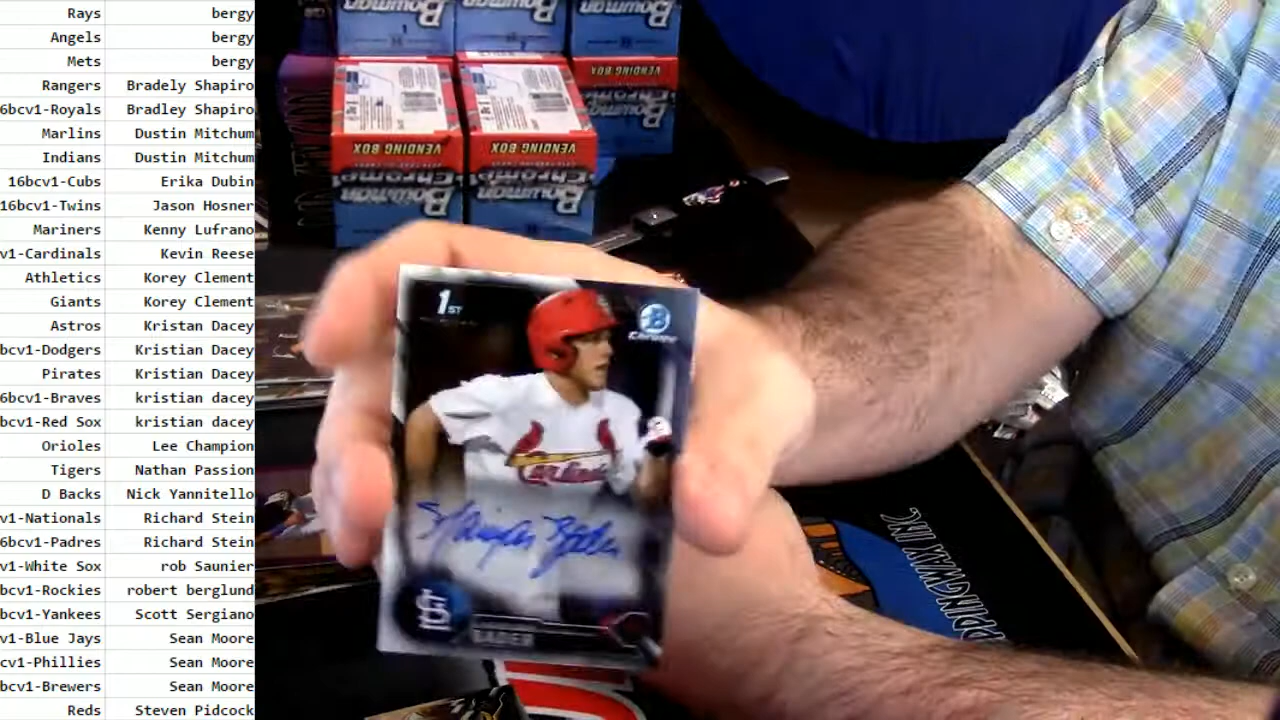 Rays bergy
Angels bergy
Mets bergy
Rangers Bradely Shapiro
6bcv1-Royals Bradley Shapiro
Marlins Dustin Mitchum
Indians Dustin Mitchum
16bcv1-Cubs Erika Dubin
16bcv1-Twins Jason Hosner
Mariners Kenny Lufrano
v1-Cardinals Kevin Reese
Athletics Korey Clement
Giants Korey Clement
Astros Kristan Dacey
bcv1-Dodgers Kristian Dacey
Pirates Kristian Dacey
6bcv1-Braves kristian dacey
bcv1-Red Sox kristian dacey
Orioles Lee Champion
Tigers Nathan Passion
D Backs Nick Yannitello
v1-Nationals Richard Stein
6bcv1-Padres Richard Stein
v1-White Sox rob Saunier
bcv1-Rockies robert berglund
bcv1-Yankees Scott Sergiano
v1-Blue Jays Sean Moore
cv1-Phillies Sean Moore
bcv1-Brewers Sean Moore
Reds Steven Pidcock
VENDING BOX
VENDING BOX
VENDING BOX
Bowman Chrome
Bowman Chrome
Bowman Chrome
1ST
B
Chrome
Cardinals
STL
BADER
PPINGWAX INC.